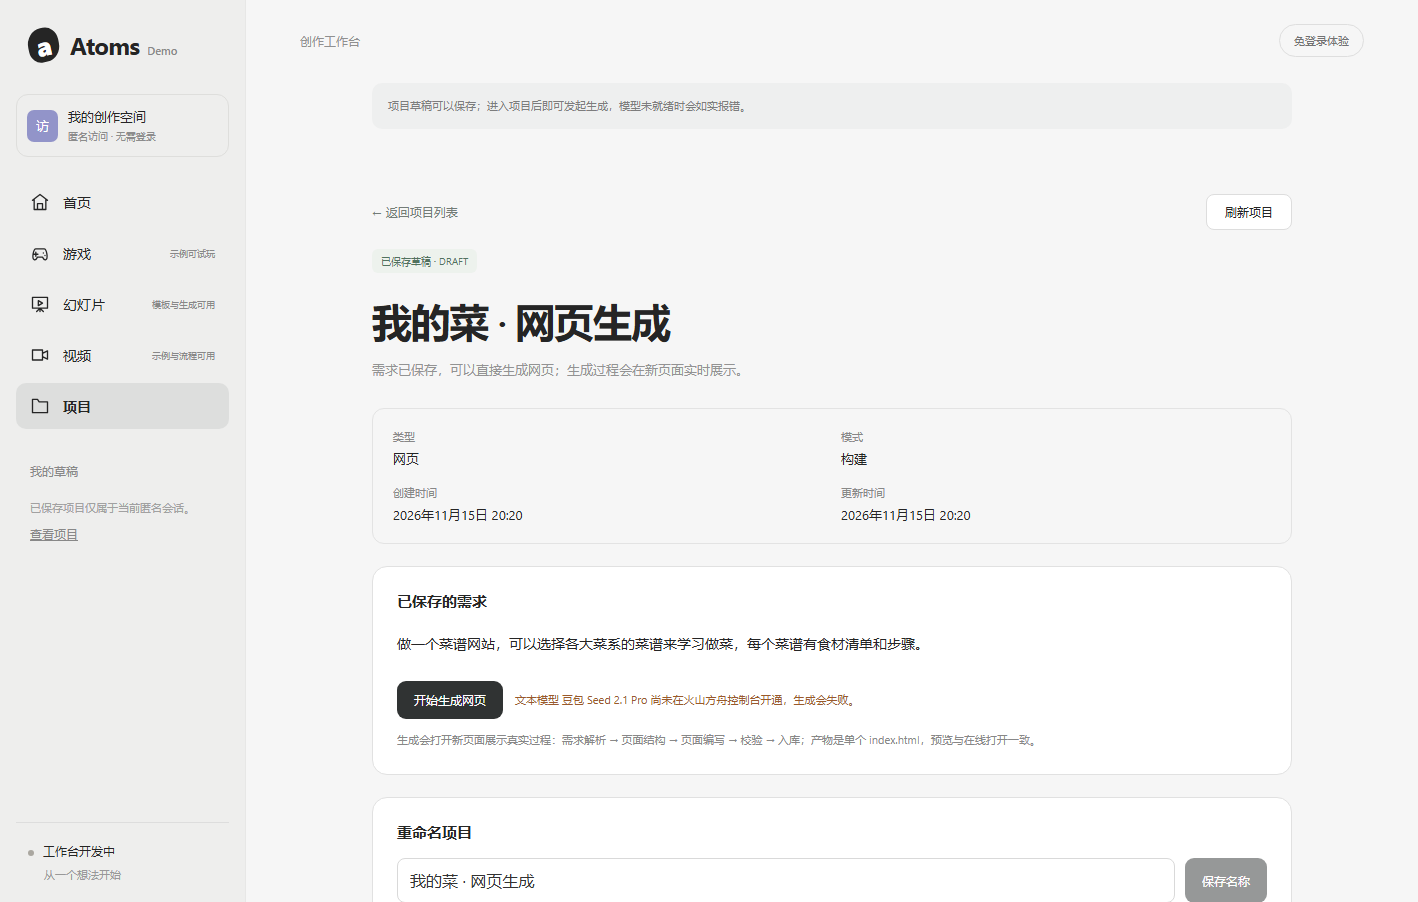 a Atoms Demo
访
我的创作空间
匿名访问 · 无需登录
首页
游戏 示例可试玩
幻灯片 模板与生成可用
视频 示例与流程可用
项目
我的草稿
已保存项目仅属于当前匿名会话。
查看项目
工作台开发中
从一个想法开始
创作工作台
免登录体验
项目草稿可以保存；进入项目后即可发起生成，模型未就绪时会如实报错。
← 返回项目列表
刷新项目
已保存草稿 · DRAFT
我的菜 · 网页生成
需求已保存，可以直接生成网页；生成过程会在新页面实时展示。
类型 模式
网页 构建
创建时间 更新时间
2026年11月15日 20:20 2026年11月15日 20:20
已保存的需求
做一个菜谱网站，可以选择各大菜系的菜谱来学习做菜，每个菜谱有食材清单和步骤。
开始生成网页 文本模型 豆包 Seed 2.1 Pro 尚未在火山方舟控制台开通，生成会失败。
生成会打开新页面展示真实过程：需求解析 → 页面结构 → 页面编写 → 校验 → 入库；产物是单个 index.html，预览与在线打开一致。
重命名项目
我的菜 · 网页生成 保存名称